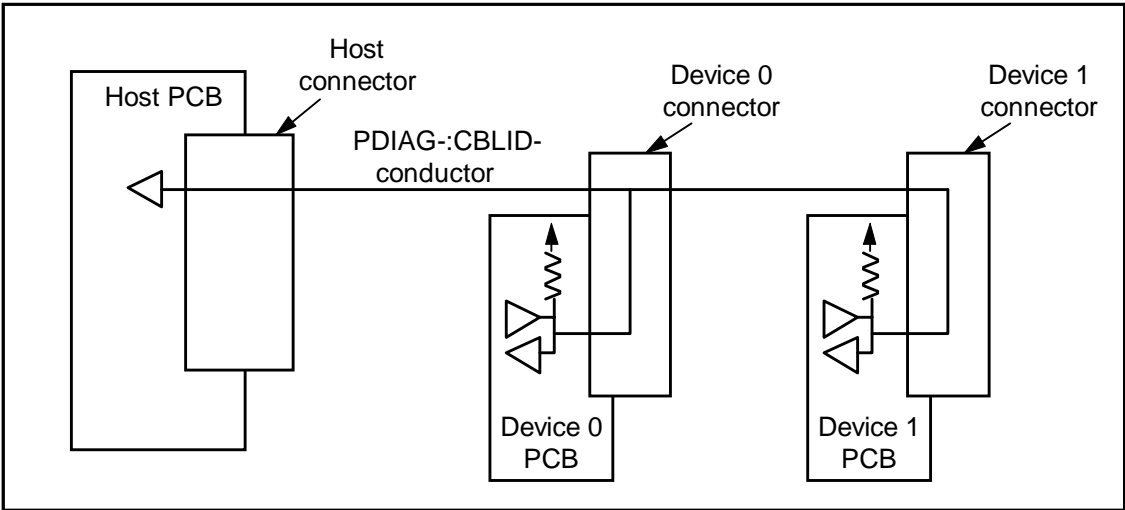 Host
connector
Host PCB
Device 0
connector
Device 1
connector
PDIAG-:CBLID-
conductor
Device 0
PCB
Device 1
PCB